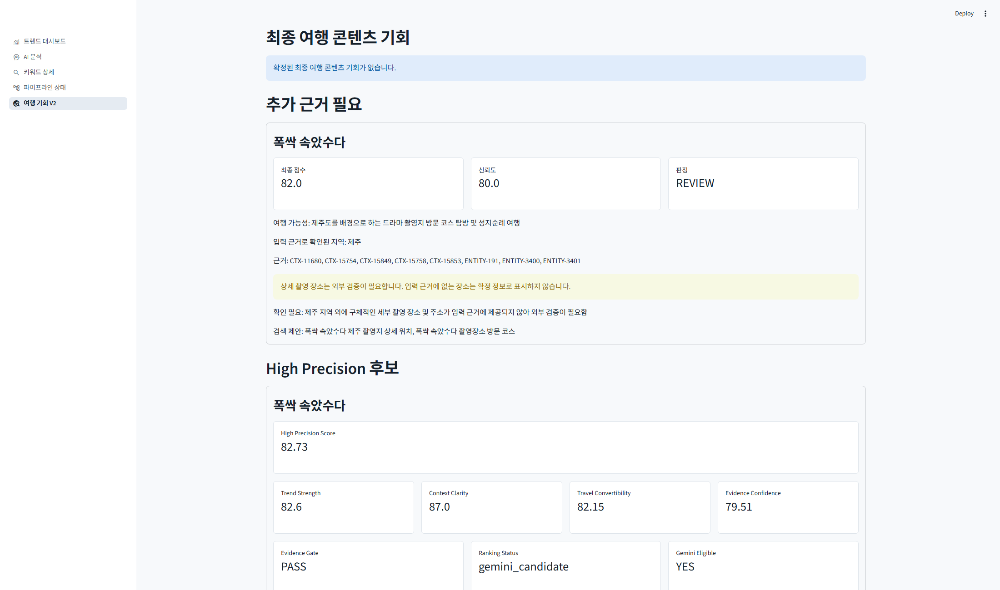 Deploy
트렌드 대시보드
AI 분석
키워드 상세
파이프라인 상태
여행 기회 V2
최종 여행 콘텐츠 기회
확정된 최종 여행 콘텐츠 기회가 없습니다.
추가 근거 필요
폭싹 속았수다
최종 점수
82.0
신뢰도
80.0
판정
REVIEW
여행 가능성: 제주도를 배경으로 하는 드라마 촬영지 방문 코스 탐방 및 성지순례 여행
입력 근거로 확인된 지역: 제주
근거: CTX-11680, CTX-15754, CTX-15849, CTX-15758, CTX-15853, ENTITY-191, ENTITY-3400, ENTITY-3401
상세 촬영 장소는 외부 검증이 필요합니다. 입력 근거에 없는 장소는 확정 정보로 표시하지 않습니다.
확인 필요: 제주 지역 외에 구체적인 세부 촬영 장소 및 주소가 입력 근거에 제공되지 않아 외부 검증이 필요함
검색 제안: 폭싹 속았수다 제주 촬영지 상세 위치, 폭싹 속았수다 촬영장소 방문 코스
High Precision 후보
폭싹 속았수다
High Precision Score
82.73
Trend Strength
82.6
Context Clarity
87.0
Travel Convertibility
82.15
Evidence Confidence
79.51
Evidence Gate
PASS
Ranking Status
gemini_candidate
Gemini Eligible
YES